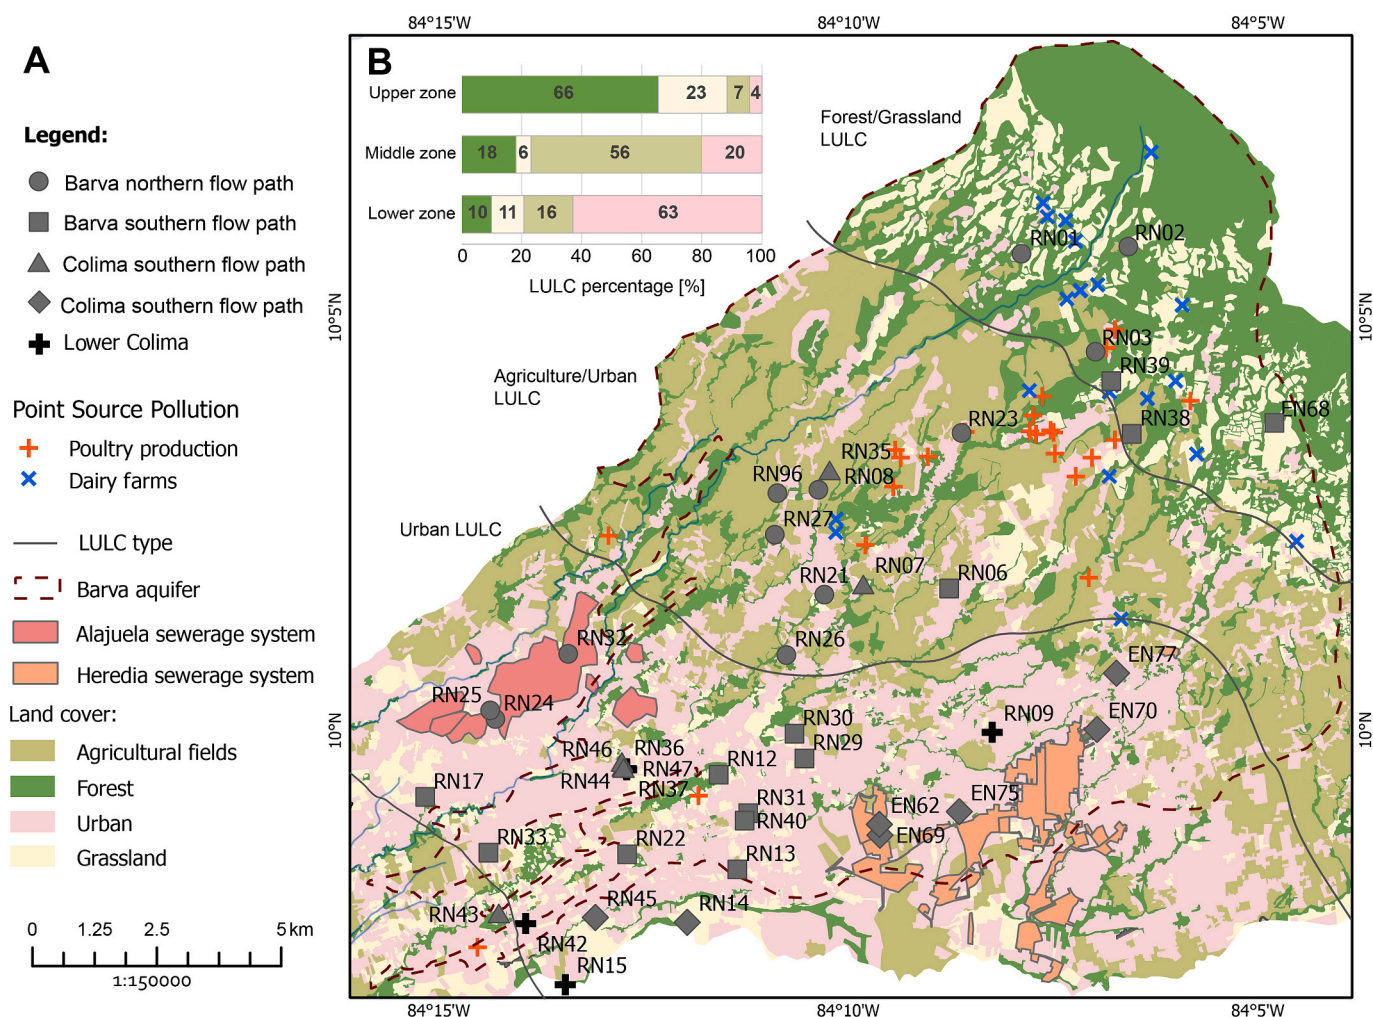 84°15'W
84°10'W
84°5'W
A
Legend:
Barva northern flow path
Barva southern flow path
Colima southern flow path
Colima southern flow path
Lower Colima
Point Source Pollution
Poultry production
Dairy farms
LULC type
Barva aquifer
Alajuela sewerage system
Heredia sewerage system
Land cover:
Agricultural fields
Forest
Urban
Grassland
0
1.25
2.5
5 km
1:150000
B
Upper zone
66
23
7
4
Middle zone
18
6
56
20
Lower zone
10
11
16
63
0
20
40
60
80
100
LULC percentage [%]
Forest/Grassland
LULC
Agriculture/Urban
LULC
Urban LULC
10°5'N
10°5'N
10°N
10°N
RN01
RN02
RN03
RN39
RN38
EN68
RN23
RN35
RN08
RN96
RN27
RN07
RN06
RN21
RN26
RN32
EN77
RN25
RN24
RN30
RN09
EN70
RN29
RN46
RN36
RN44
RN47
RN37
RN12
RN17
RN31
RN40
EN62
EN75
EN69
RN33
RN22
RN13
RN43
RN45
RN14
RN42
RN15
84°15'W
84°10'W
84°5'W